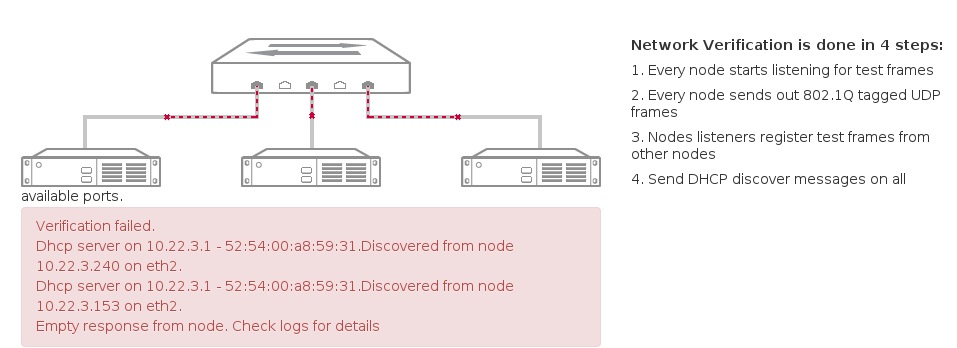 Network Verification is done in 4 steps:
1. Every node starts listening for test frames
2. Every node sends out 802.1Q tagged UDP
frames
3. Nodes listeners register test frames from
other nodes
4. Send DHCP discover messages on all
available ports.
Verification failed.
Dhcp server on 10.22.3.1 - 52:54:00:a8:59:31.Discovered from node
10.22.3.240 on eth2.
Dhcp server on 10.22.3.1 - 52:54:00:a8:59:31.Discovered from node
10.22.3.153 on eth2.
Empty response from node. Check logs for details